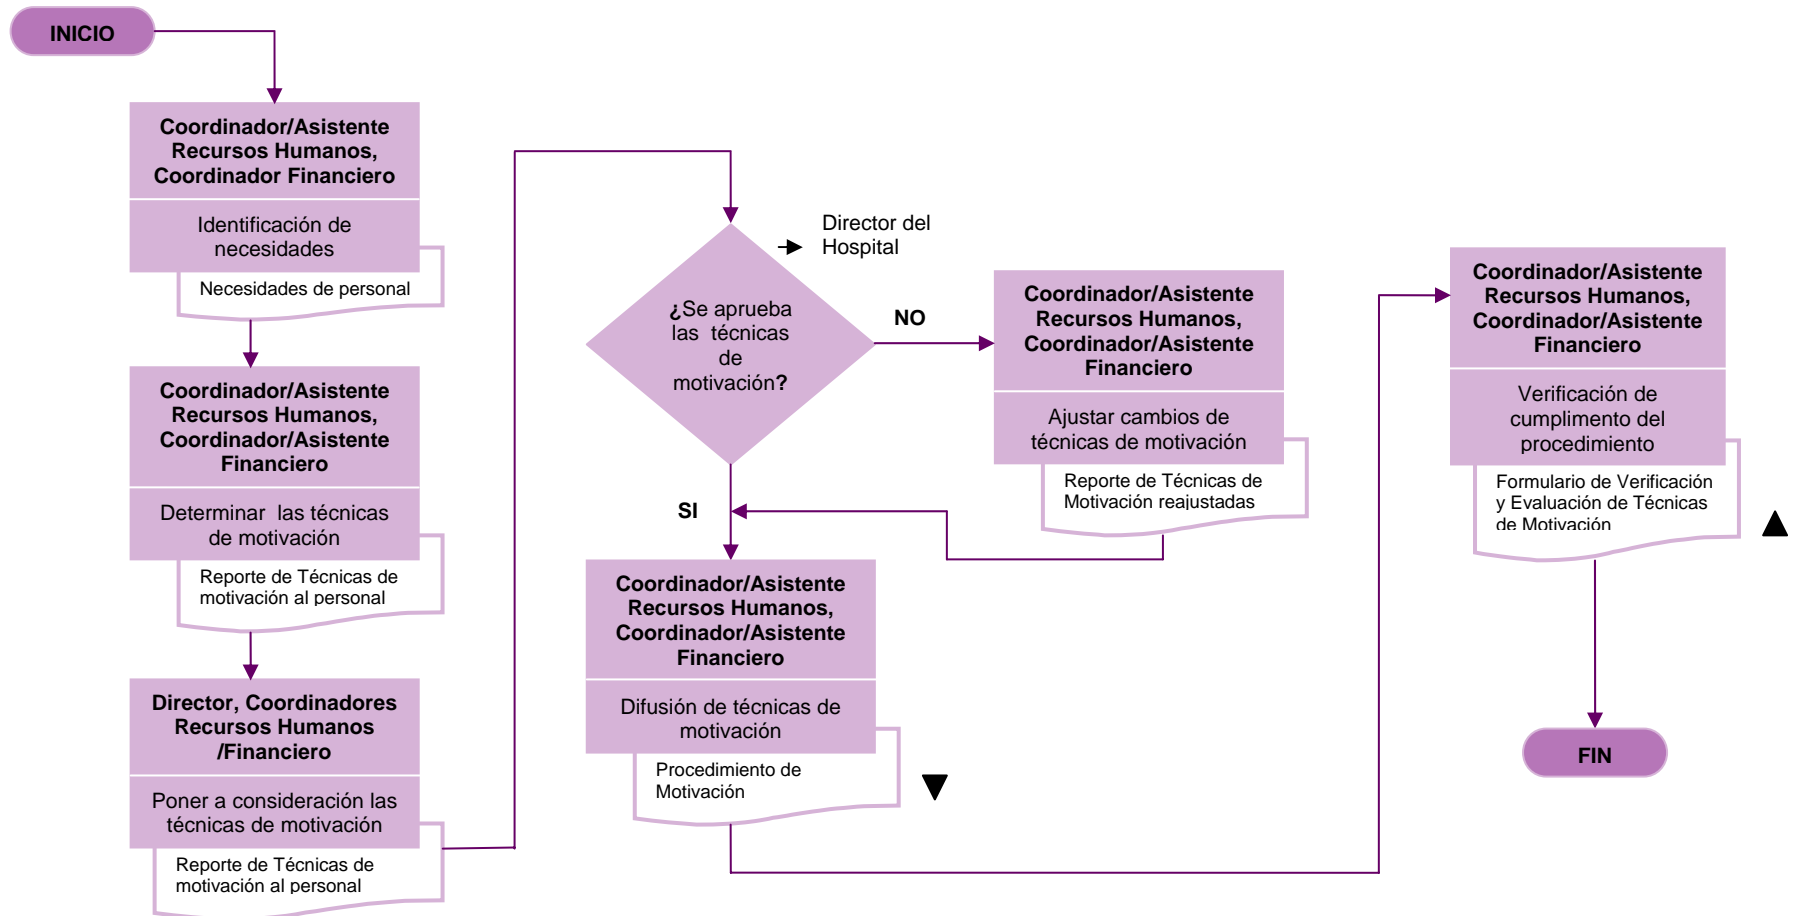 INICIO
Coordinador/Asistente
Recursos Humanos,
Coordinador Financiero
Identificación de
necesidades
Necesidades de personal
Coordinador/Asistente
Recursos Humanos,
Coordinador/Asistente
Financiero
Determinar las técnicas
de motivación
Reporte de Técnicas de
motivación al personal
Director, Coordinadores
Recursos Humanos
/Financiero
Poner a consideración las
técnicas de motivación
Reporte de Técnicas de
motivación al personal
Director del
Hospital
¿Se aprueba
las técnicas
de
motivación?
NO
SI
Coordinador/Asistente
Recursos Humanos,
Coordinador/Asistente
Financiero
Ajustar cambios de
técnicas de motivación
Reporte de Técnicas de
Motivación reajustadas
Coordinador/Asistente
Recursos Humanos,
Coordinador/Asistente
Financiero
Difusión de técnicas de
motivación
Procedimiento de
Motivación
Coordinador/Asistente
Recursos Humanos,
Coordinador/Asistente
Financiero
Verificación de
cumplimento del
procedimiento
Formulario de Verificación
y Evaluación de Técnicas
de Motivación
FIN